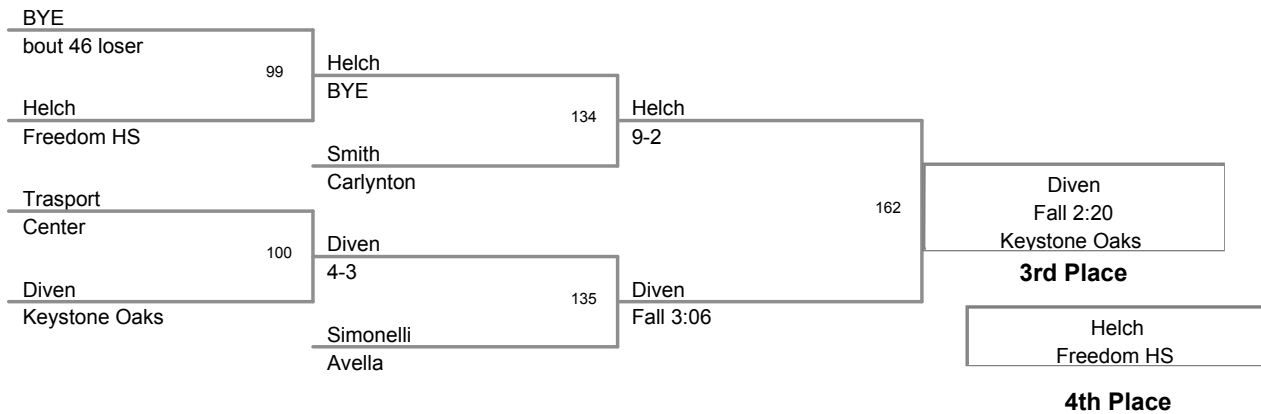 BYE
bout 46 loser
99
Helch
Freedom HS
Trasport
Center
100
Diven
Keystone Oaks
Helch
BYE
134
Smith
Carlynton
Diven
4-3
135
Simonelli
Avella
Helch
9-2
162
Diven
Fall 3:06
Diven
Fall 2:20
Keystone Oaks
3rd Place
Helch
Freedom HS
4th Place